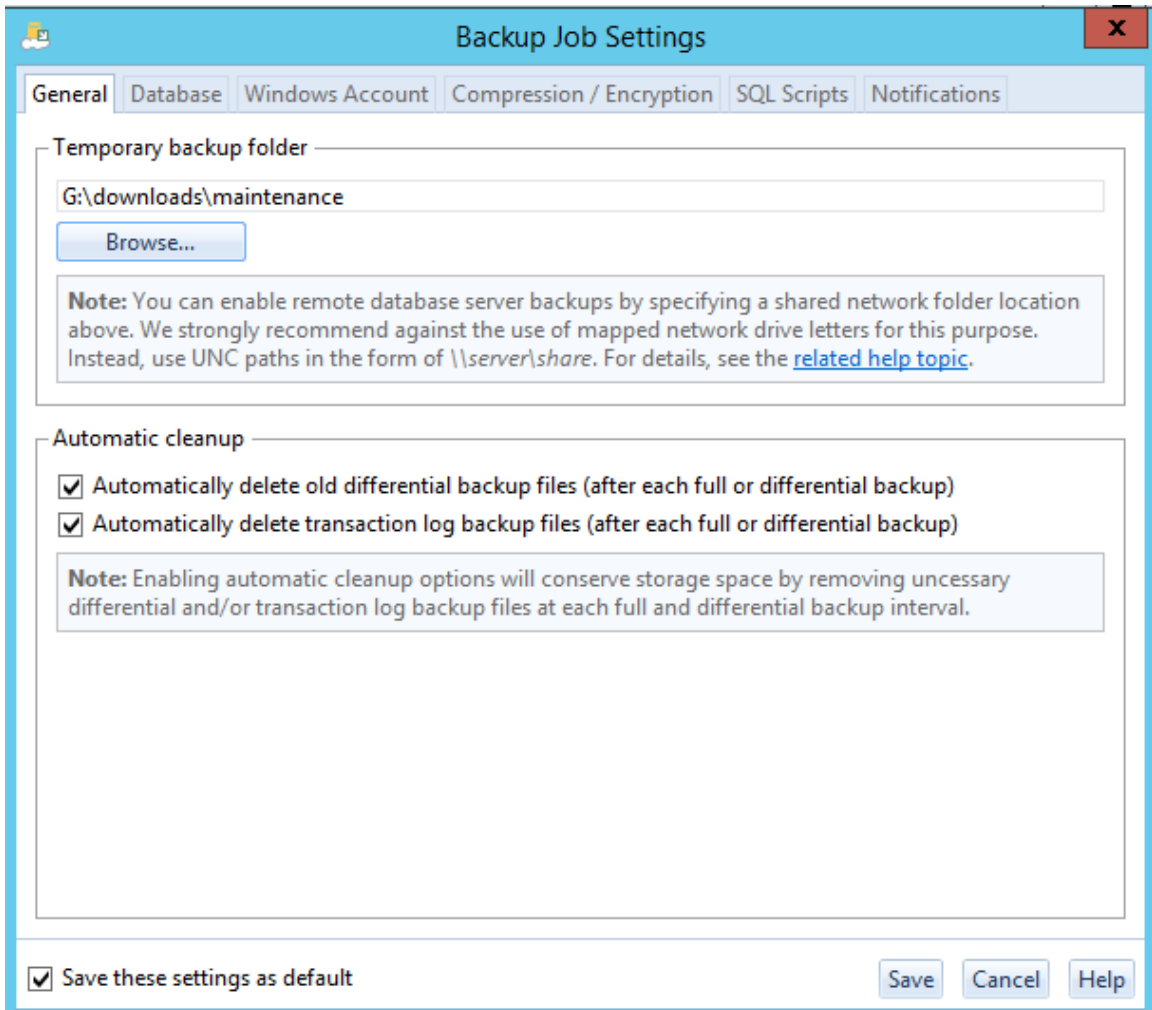 Backup Job Settings
x
General Database Windows Account Compression / Encryption SQL Scripts Notifications
Temporary backup folder
G:\downloads\maintenance
Browse...
Note: You can enable remote database server backups by specifying a shared network folder location
above. We strongly recommend against the use of mapped network drive letters for this purpose.
Instead, use UNC paths in the form of \\server\share. For details, see the related help topic.
Automatic cleanup
Automatically delete old differential backup files (after each full or differential backup)
Automatically delete transaction log backup files (after each full or differential backup)
Note: Enabling automatic cleanup options will conserve storage space by removing uncessary
differential and/or transaction log backup files at each full and differential backup interval.
Save these settings as default
Save Cancel Help